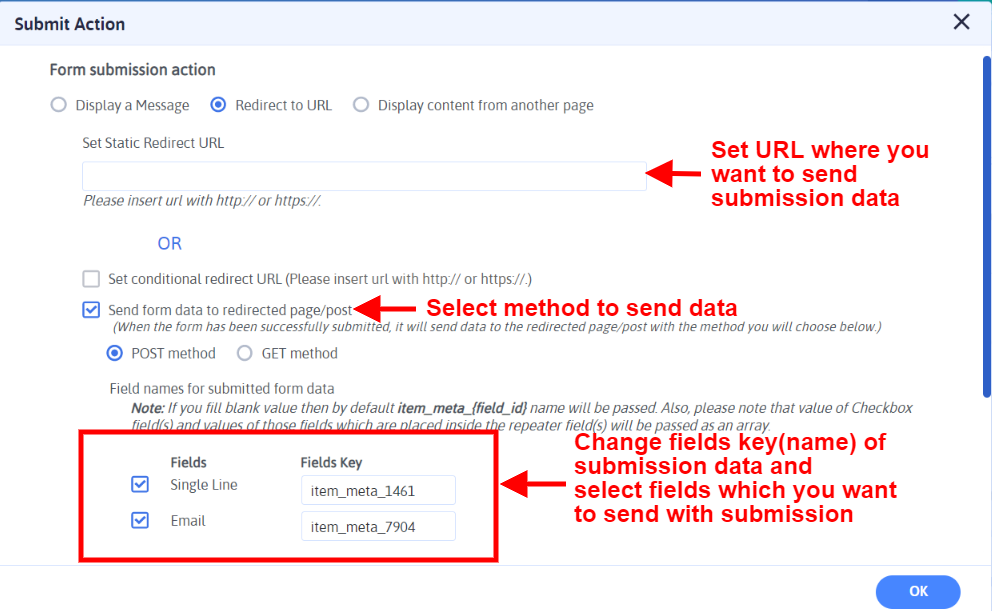 Submit Action
Form submission action
Display a Message
Redirect to URL
Display content from another page
Set Static Redirect URL
Set URL where you
want to send
submission data
Please insert url with http:// or https://.
OR
Set conditional redirect URL (Please insert url with http:// or https://.)
Send form data to redirected page/post
Select method to send data
(When the form has been successfully submitted, it will send data to the redirected page/post with the method you will choose below.)
POST method
GET method
Field names for submitted form data
Note: If you fill blank value then by default item_meta_{field_id} name will be passed. Also, please note that value of Checkbox
field(s) and values of those fields which are placed inside the repeater field(s) will be passed as an array.
Change fields key(name) of
submission data and
select fields which you want
to send with submission
Fields
Fields Key
Single Line
item_meta_1461
Email
item_meta_7904
OK